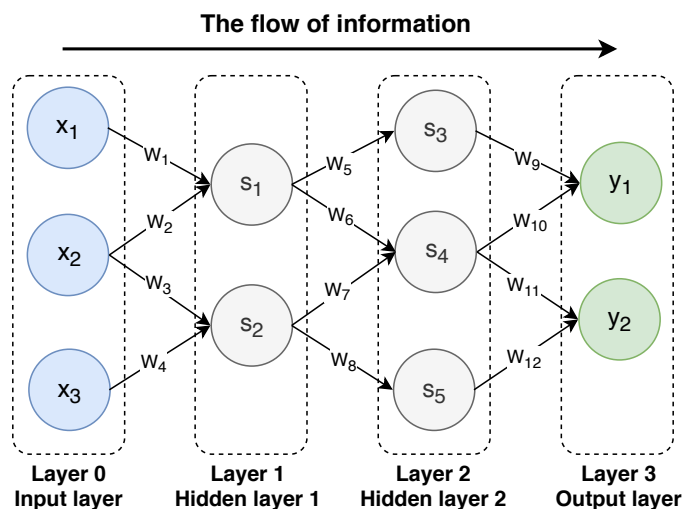 The flow of information
x1
x2
x3
W1
W2
W3
W4
s1
s2
W5
W6
W7
W8
s3
s4
s5
W9
W10
W11
W12
y1
y2
Layer 0
Input layer
Layer 1
Hidden layer 1
Layer 2
Hidden layer 2
Layer 3
Output layer